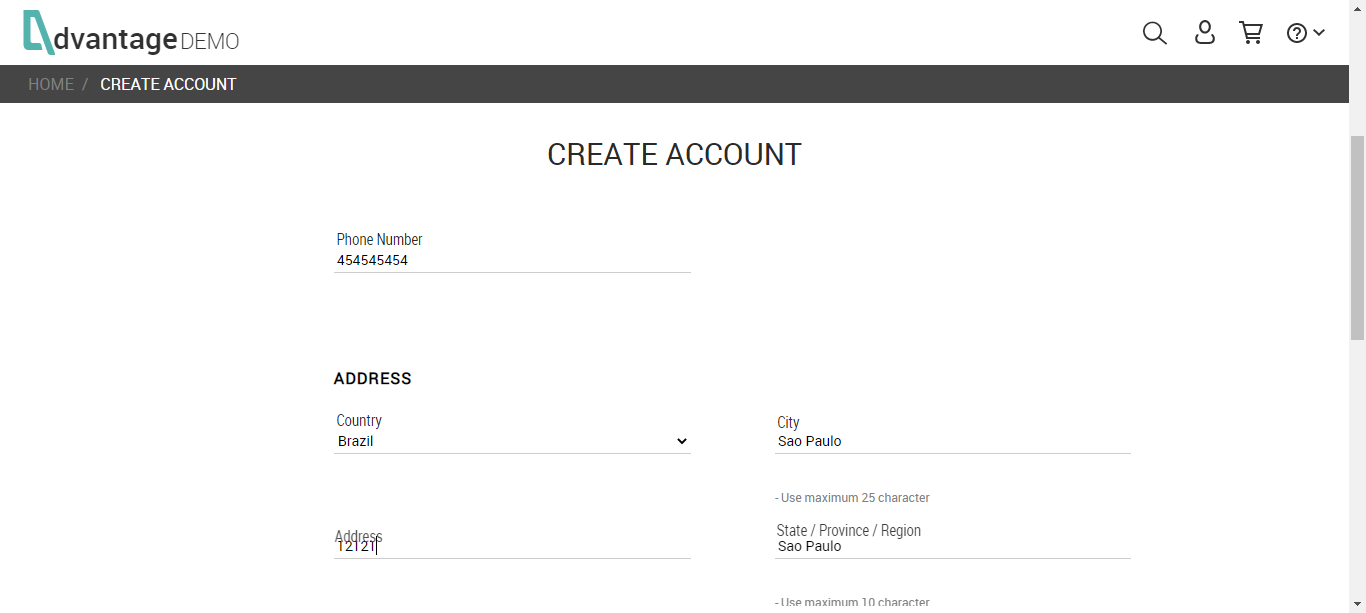 dvantage DEMO
HOME / CREATE ACCOUNT
CREATE ACCOUNT
Phone Number
454545454
ADDRESS
Country
Brazil
City
Sao Paulo
- Use maximum 25 character
Address
12121
State / Province / Region
Sao Paulo
- Use maximum 10 character